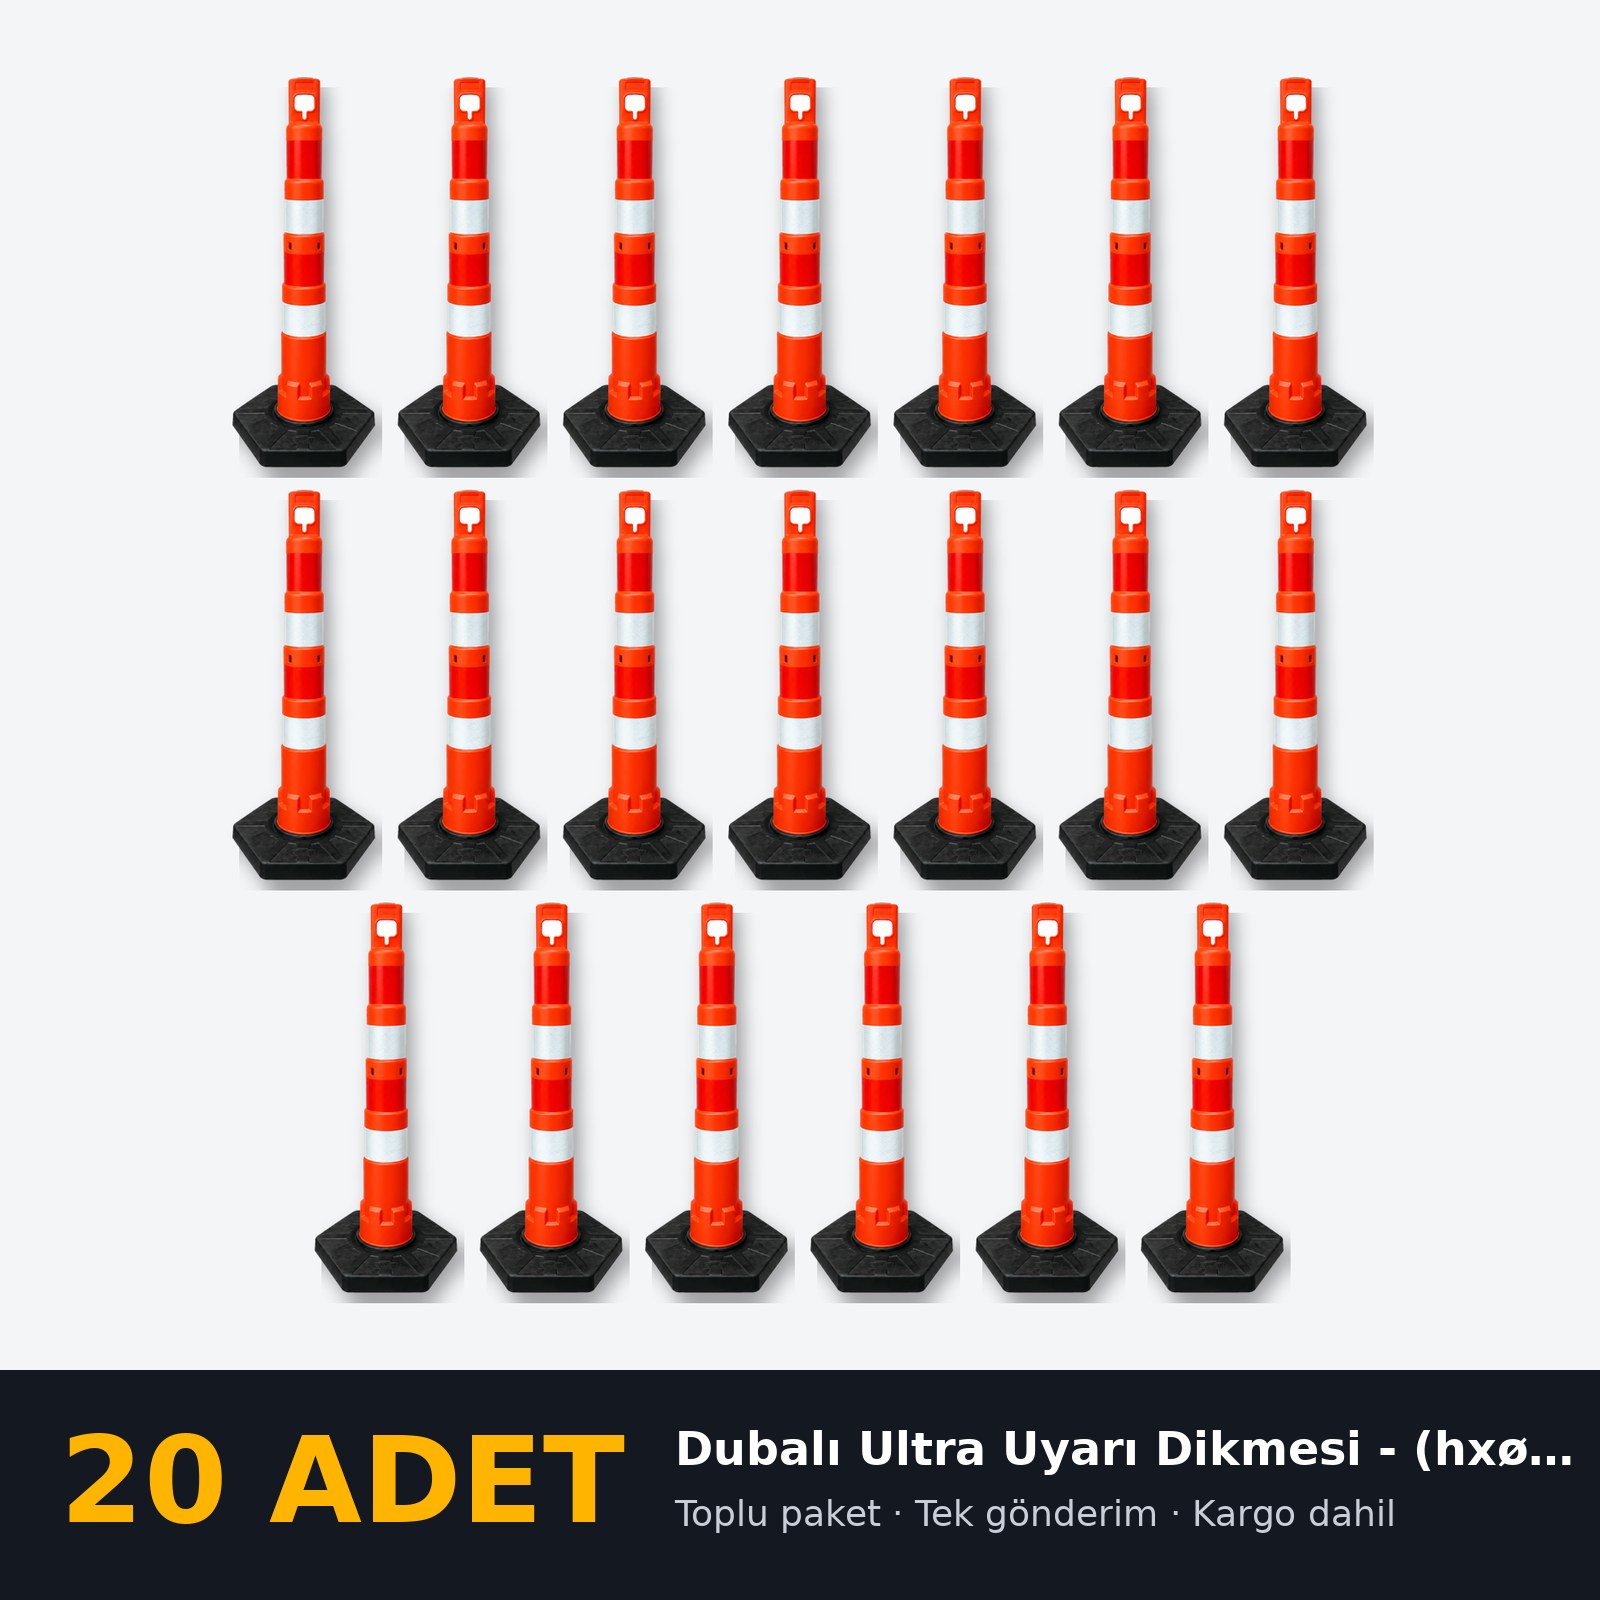 20 ADET
Dubalı Ultra Uyarı Dikmesi - (hxø...
Toplu paket · Tek gönderim · Kargo dahil